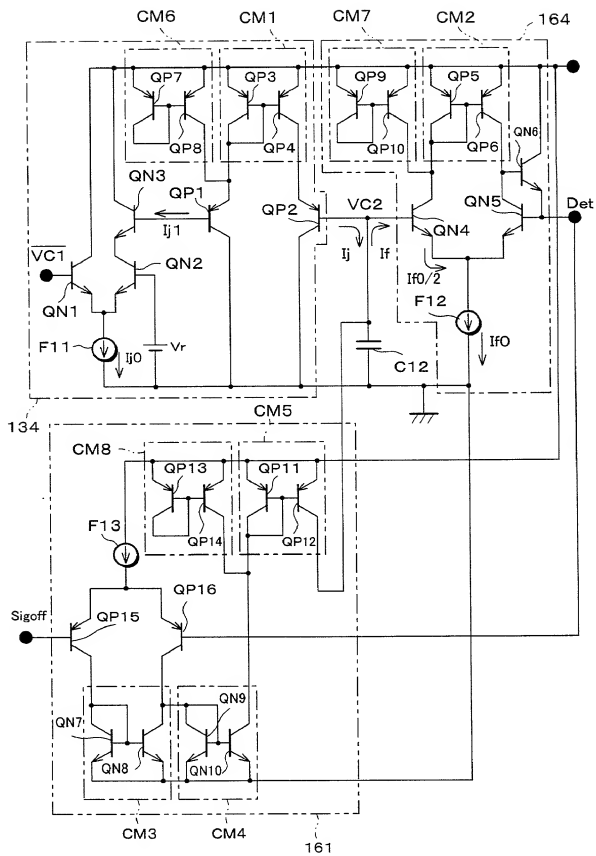 CM6 CM1 CM7 CM2 164
QP7 QP3 QP9 QP5
QP8 QP4 QP10 QP6 QN6
QN3 QP1 QP2 VC2 QN4 QN5 Det
Ij1 Ij If
VC1 QN2 If0/2
QN1 F12
F11 Ij0 Vr C12 If0
134
CM8 CM5
QP13 QP11
QP14 QP12
F13
Sigoff QP15 QP16
QN7 QN9
QN8 QN10
CM3 CM4 161